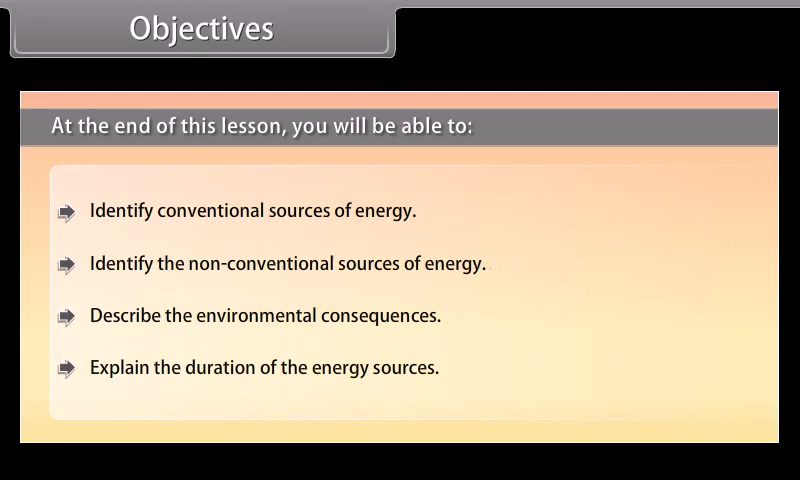 Objectives
At the end of this lesson, you will be able to:
Identify conventional sources of energy.
Identify the non-conventional sources of energy.
Describe the environmental consequences.
Explain the duration of the energy sources.